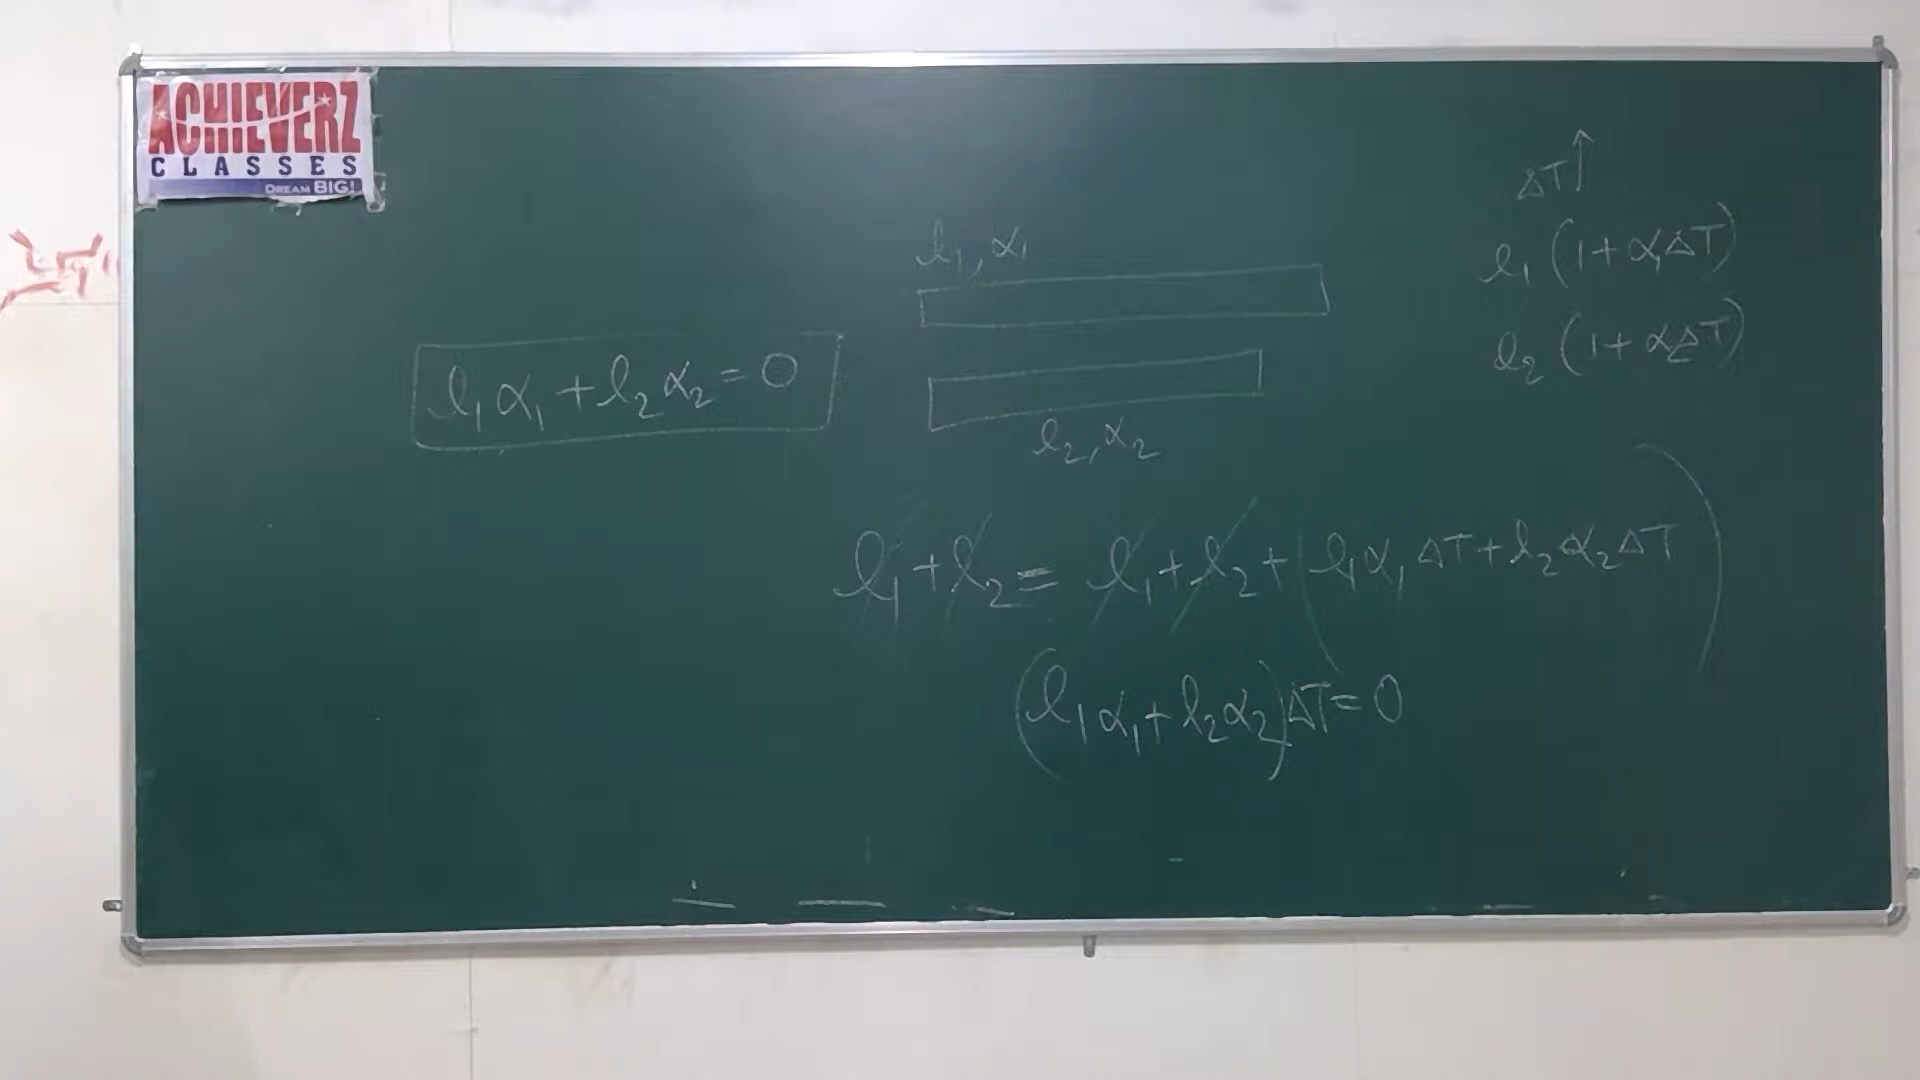 ACHIEVERZ
CLASSES
DREAM BIG!
ΔT↑
l₁, α₁
l₁ (1 + α₁ΔT)
l₂ (1 + α₂ΔT)
l₁α₁ + l₂α₂ = 0
l₂, α₂
l₁ + l₂ = l₁ + l₂ + (l₁α₁ΔT + l₂α₂ΔT)
(l₁α₁ + l₂α₂)ΔT = 0